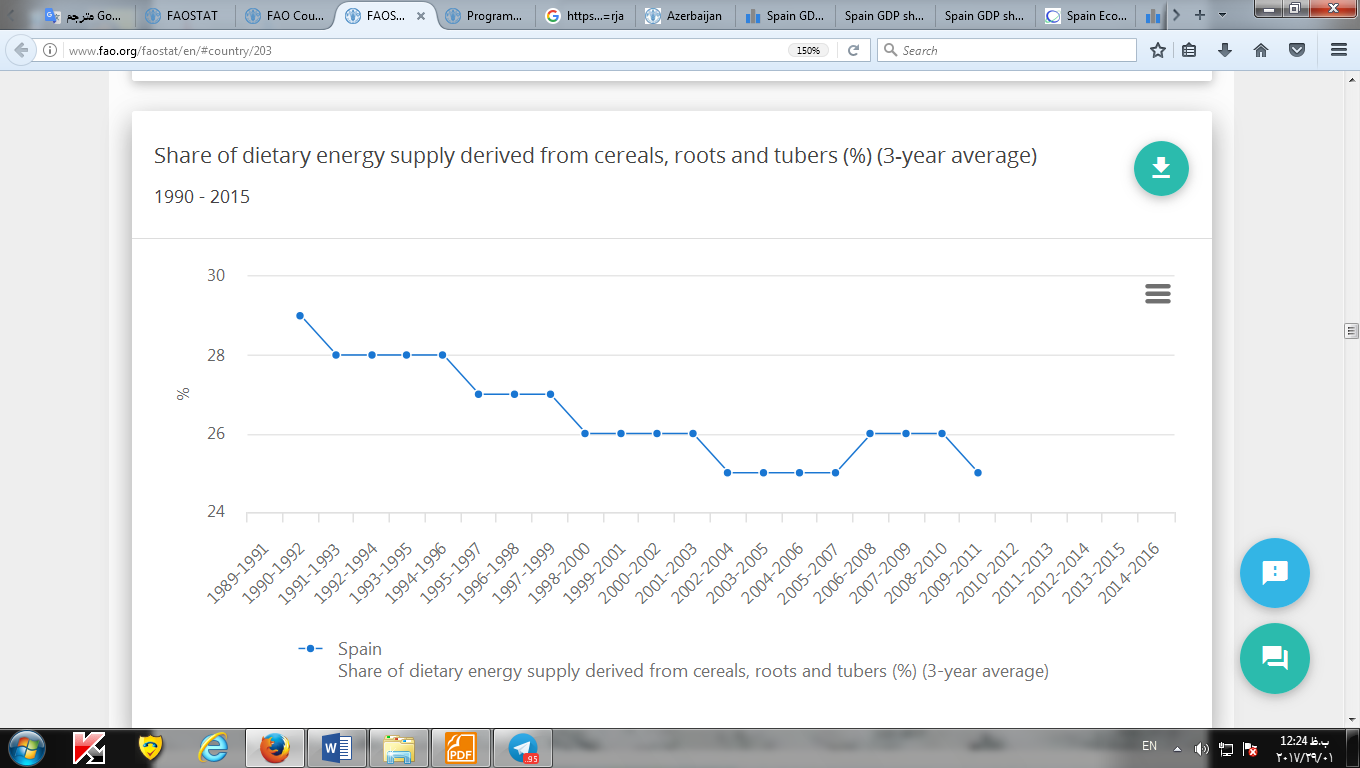 مترجم Go...
FAOSTAT
FAO Cou...
FAOS...
Program...
https...=rja
Azerbaijan
Spain GD...
Spain GDP sh...
Spain GDP sh...
Spain Eco...
www.fao.org/faostat/en/#country/203
150%
Search
Share of dietary energy supply derived from cereals, roots and tubers (%) (3-year average)
1990 - 2015
30
28
26
24
%
1989-1991
1990-1992
1991-1993
1992-1994
1993-1995
1994-1996
1995-1997
1996-1998
1997-1999
1998-2000
1999-2001
2000-2002
2001-2003
2002-2004
2003-2005
2004-2006
2005-2007
2006-2008
2007-2009
2008-2010
2009-2011
2010-2012
2011-2013
2012-2014
2013-2015
2014-2016
Spain
Share of dietary energy supply derived from cereals, roots and tubers (%) (3-year average)
W
PDF
95
EN
12:24 ب.ظ
۲۰۱۷/۲۹/۰۱